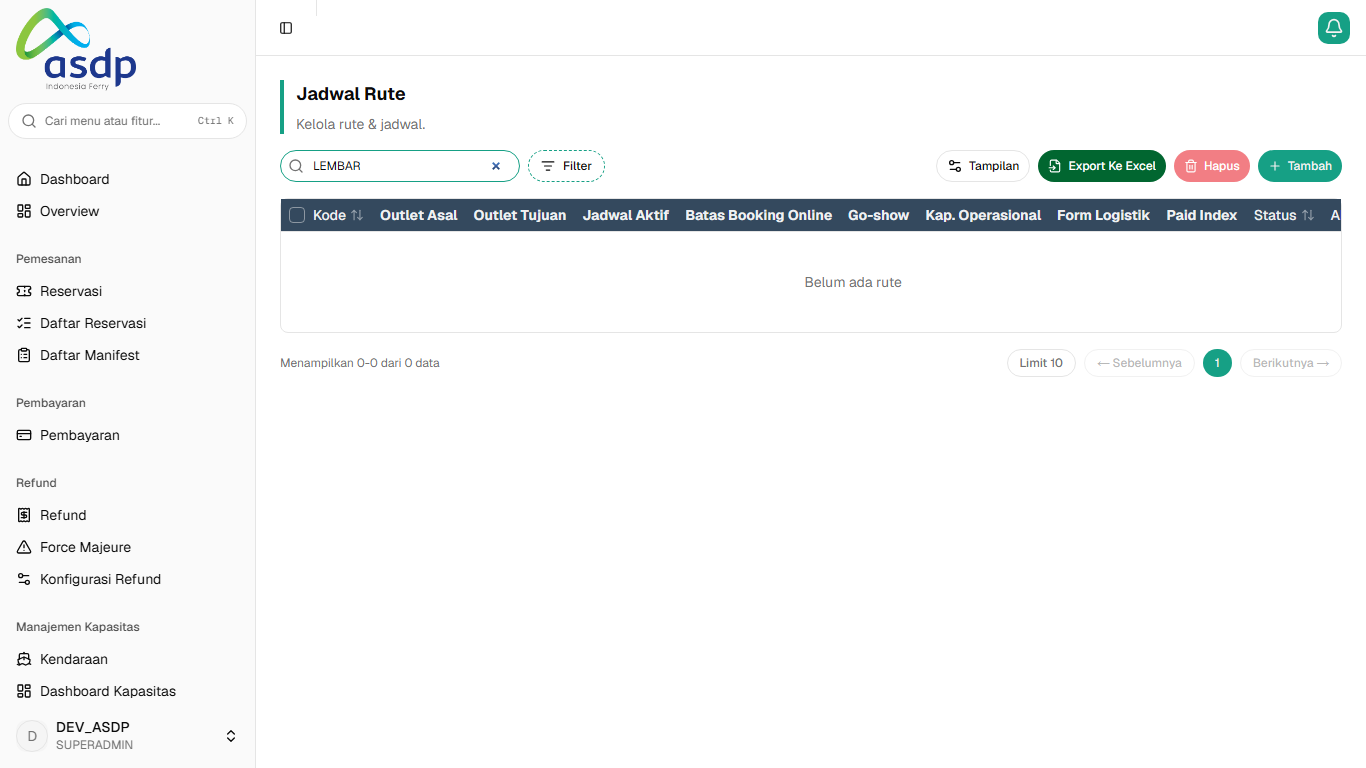 asdp
Indonesia Ferry
Cari menu atau fitur... Ctrl K
Dashboard
Overview
Pemesanan
Reservasi
Daftar Reservasi
Daftar Manifest
Pembayaran
Pembayaran
Refund
Refund
Force Majeure
Konfigurasi Refund
Manajemen Kapasitas
Kendaraan
Dashboard Kapasitas
D
DEV_ASDP
SUPERADMIN
Jadwal Rute
Kelola rute & jadwal.
LEMBAR Filter Tampilan Export Ke Excel Hapus Tambah
Kode Outlet Asal Outlet Tujuan Jadwal Aktif Batas Booking Online Go-show Kap. Operasional Form Logistik Paid Index Status A
Belum ada rute
Menampilkan 0-0 dari 0 data Limit 10 ← Sebelumnya 1 Berikutnya →